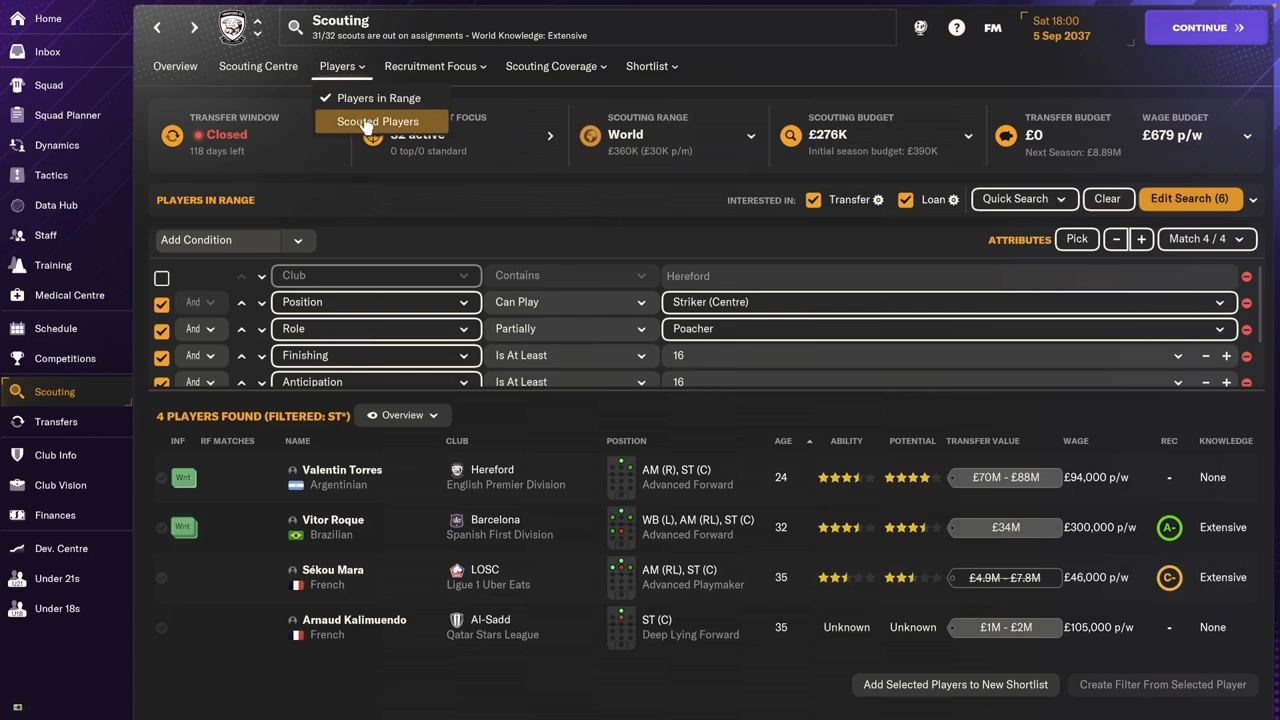 Home
Inbox
Squad
Squad Planner
Dynamics
Tactics
Data Hub
Staff
Training
Medical Centre
Schedule
Competitions
Scouting
Transfers
Club Info
Club Vision
Finances
Dev. Centre
U21 Under 21s
U18 Under 18s
Scouting
31/32 scouts are out on assignments - World Knowledge: Extensive
? FM
Sat 18:00
5 Sep 2037
CONTINUE
Overview Scouting Centre Players Recruitment Focus Scouting Coverage Shortlist
Players in Range
Scouted Players
TRANSFER WINDOW
Closed
118 days left
FOCUS
32 active
0 top/0 standard
SCOUTING RANGE
World
£360K (£30K p/m)
SCOUTING BUDGET
£276K
Initial season budget: £390K
TRANSFER BUDGET
£0
Next Season: £8.89M
WAGE BUDGET
£679 p/w
PLAYERS IN RANGE
INTERESTED IN: Transfer Loan Quick Search Clear Edit Search (6)
Add Condition
ATTRIBUTES Pick - + Match 4 / 4
Club Contains Hereford
And Position Can Play Striker (Centre)
And Role Partially Poacher
And Finishing Is At Least 16 - +
And Anticipation Is At Least 16 - +
4 PLAYERS FOUND (FILTERED: ST*) Overview
INF RF MATCHES NAME CLUB POSITION AGE ABILITY POTENTIAL TRANSFER VALUE WAGE REC KNOWLEDGE
Wnt Valentin Torres Hereford AM (R), ST (C) 24 £70M - £88M £94,000 p/w - None
Argentinian English Premier Division Advanced Forward
Wnt Vitor Roque Barcelona WB (L), AM (RL), ST (C) 32 £34M £300,000 p/w A- Extensive
Brazilian Spanish First Division Advanced Forward
Sékou Mara LOSC AM (RL), ST (C) 35 £4.9M - £7.8M £46,000 p/w C- Extensive
French Ligue 1 Uber Eats Advanced Playmaker
Arnaud Kalimuendo Al-Sadd ST (C) 35 Unknown Unknown £1M - £2M £105,000 p/w - None
French Qatar Stars League Deep Lying Forward
Add Selected Players to New Shortlist Create Filter From Selected Player